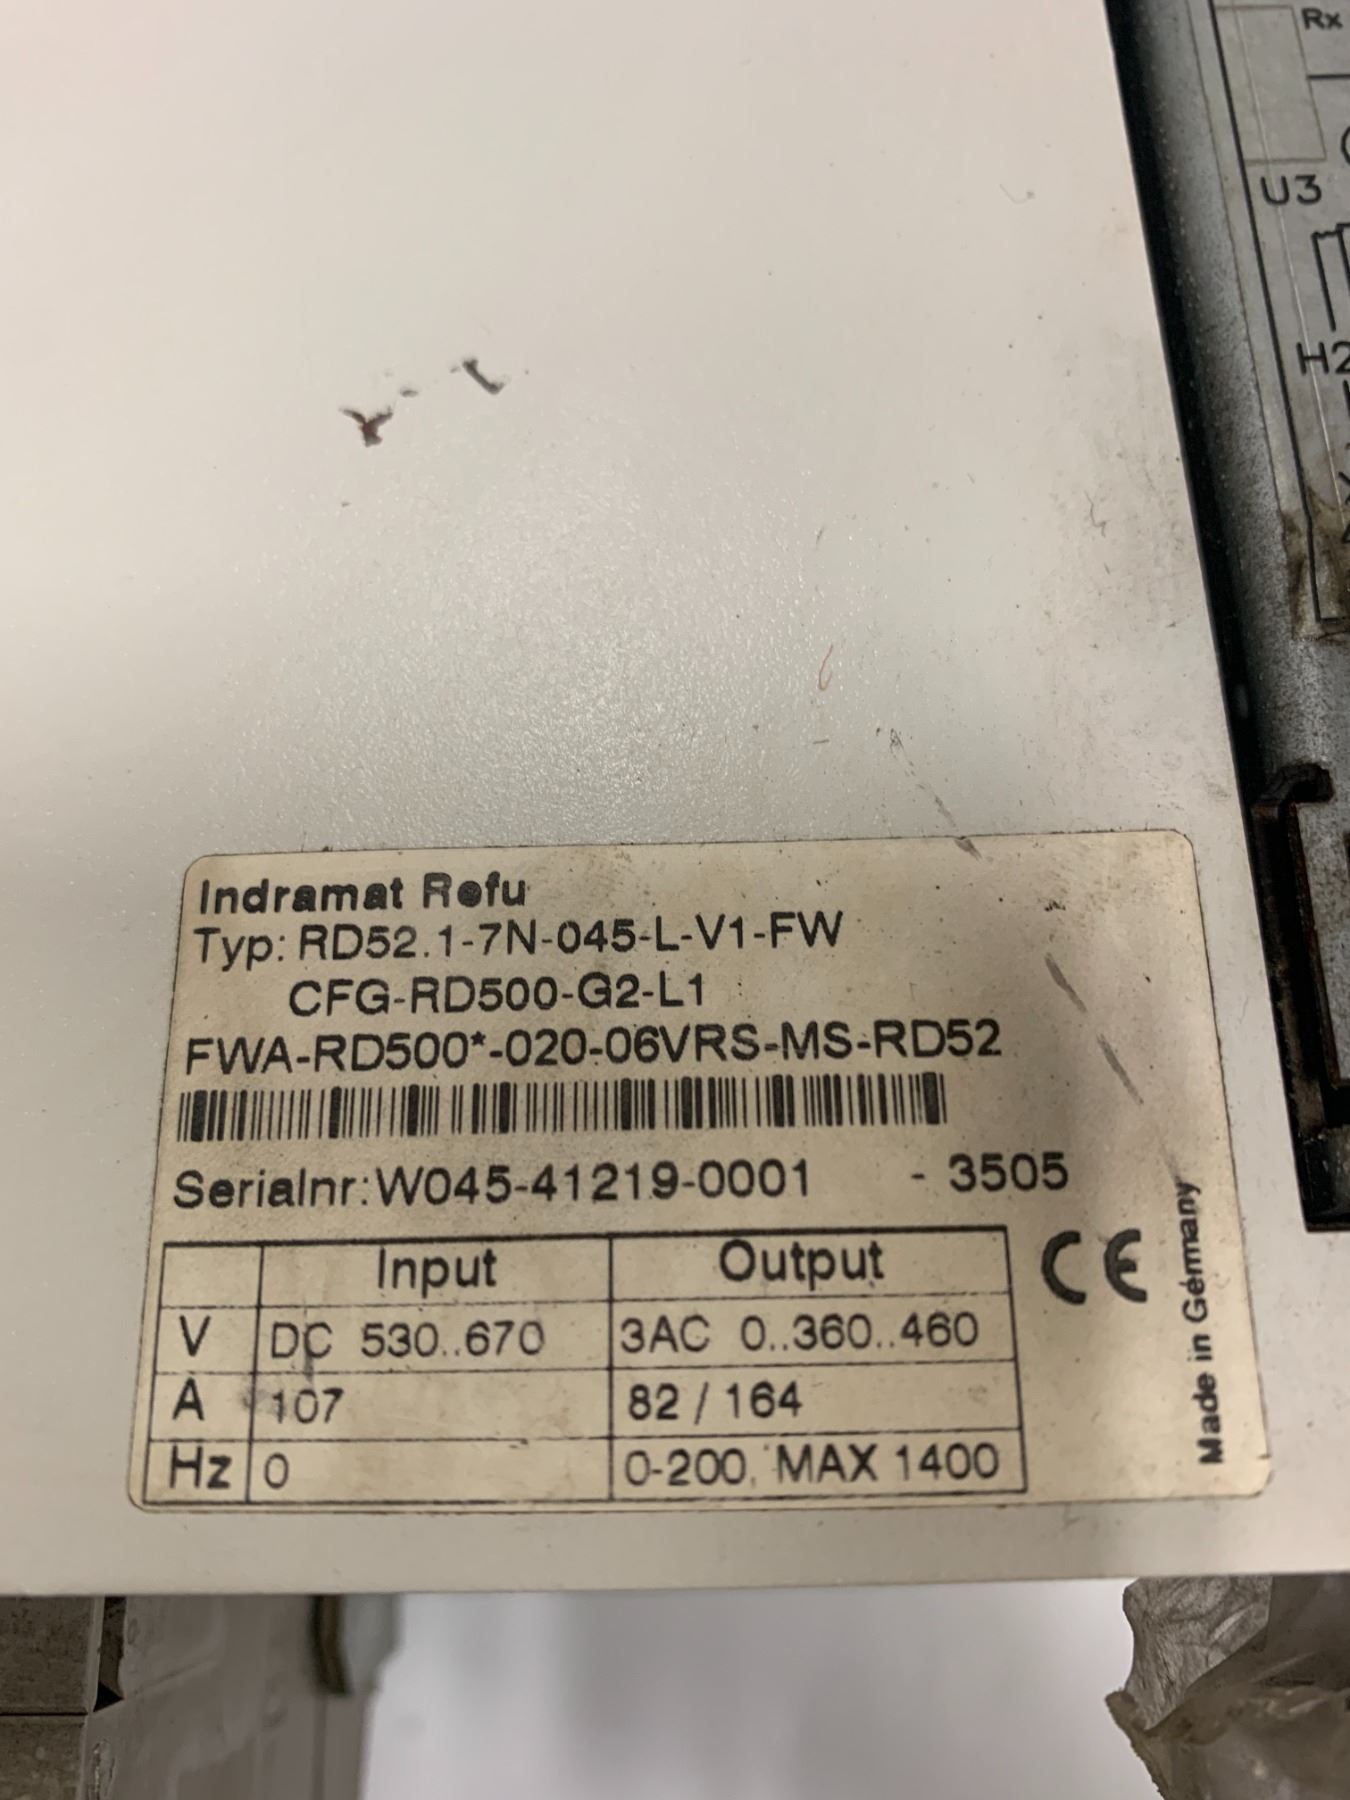 Rx
U3
H2
Indramat Refu
Typ: RD52.1-7N-045-L-V1-FW
CFG-RD500-G2-L1
FWA-RD500*-020-06VRS-MS-RD52
Serialnr: W045-41219-0001 - 3505
Input Output
V DC 530..670 3AC 0..360..460
A 107 82 / 164
Hz 0 0-200, MAX 1400
CE
Made in Germany